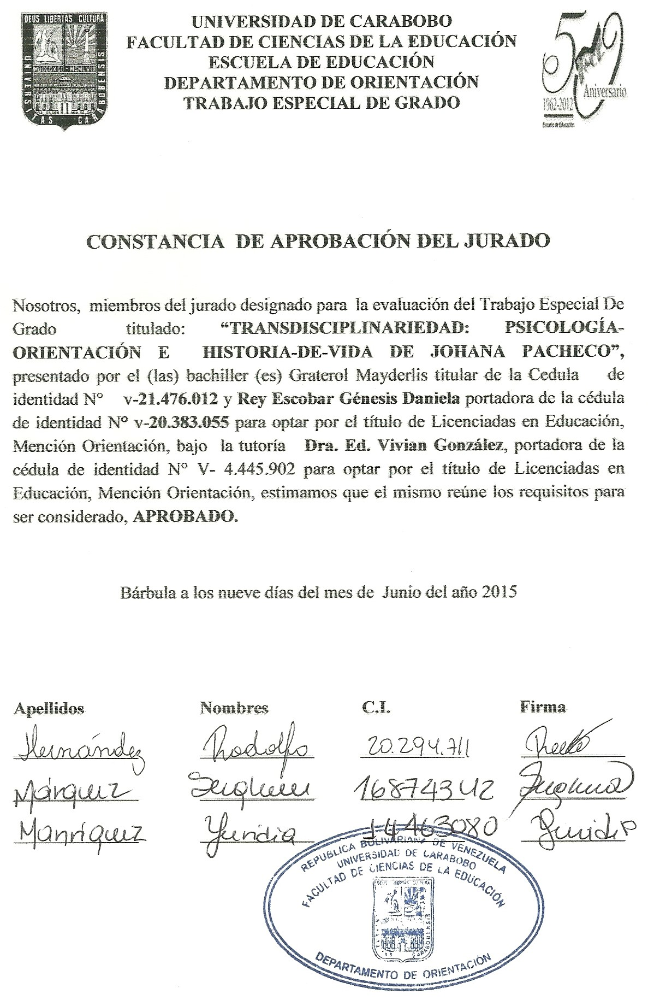 DEUS LIBERTAS CULTURA
UNIVERSITAS CARABOBENSIS
UNIVERSIDAD DE CARABOBO
FACULTAD DE CIENCIAS DE LA EDUCACIÓN
ESCUELA DE EDUCACIÓN
DEPARTAMENTO DE ORIENTACIÓN
TRABAJO ESPECIAL DE GRADO
50
Aniversario
1962-2012
Escuela de Educación
CONSTANCIA DE APROBACIÓN DEL JURADO
Nosotros, miembros del jurado designado para la evaluación del Trabajo Especial De
Grado titulado: “TRANSDISCIPLINARIEDAD: PSICOLOGÍA-
ORIENTACIÓN E HISTORIA-DE-VIDA DE JOHANA PACHECO”,
presentado por el (las) bachiller (es) Graterol Mayderlis titular de la Cedula de
identidad N° v-21.476.012 y Rey Escobar Génesis Daniela portadora de la cédula
de identidad N° v-20.383.055 para optar por el título de Licenciadas en Educación,
Mención Orientación, bajo la tutoría Dra. Ed. Vivian González, portadora de la
cédula de identidad N° V- 4.445.902 para optar por el título de Licenciadas en
Educación, Mención Orientación, estimamos que el mismo reúne los requisitos para
ser considerado, APROBADO.
Bárbula a los nueve días del mes de Junio del año 2015
Apellidos Nombres C.I. Firma
Hernández Rodolfo 20.294.711
Márquez 16874342
Manríquez Yuridia 14463080 Yuridia
REPUBLICA BOLIVARIANA DE VENEZUELA
UNIVERSIDAD DE CARABOBO
FACULTAD DE CIENCIAS DE LA EDUCACIÓN
DEUS LIBERTAS CULTURA
CARABOBENSIS
DEPARTAMENTO DE ORIENTACIÓN